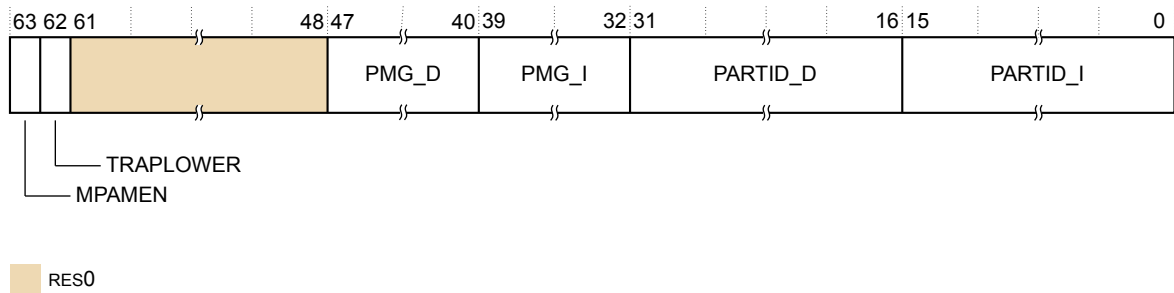 63 62 61 48 47 40 39 32 31 16 15 0
PMG_D PMG_I PARTID_D PARTID_I
TRAPLOWER
MPAMEN
RES0